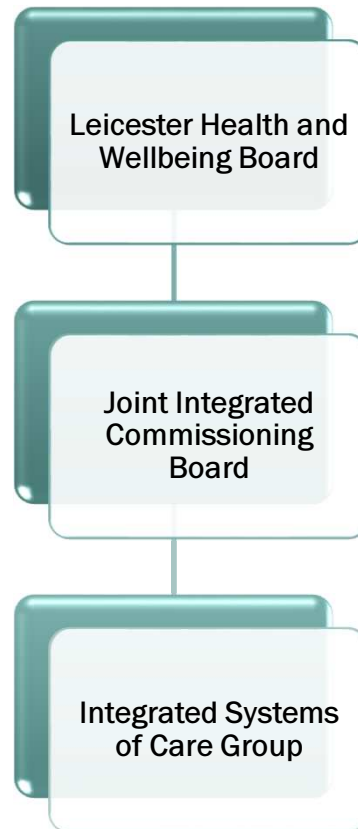 Leicester Health and
Wellbeing Board
Joint Integrated
Commissioning
Board
Integrated Systems
of Care Group